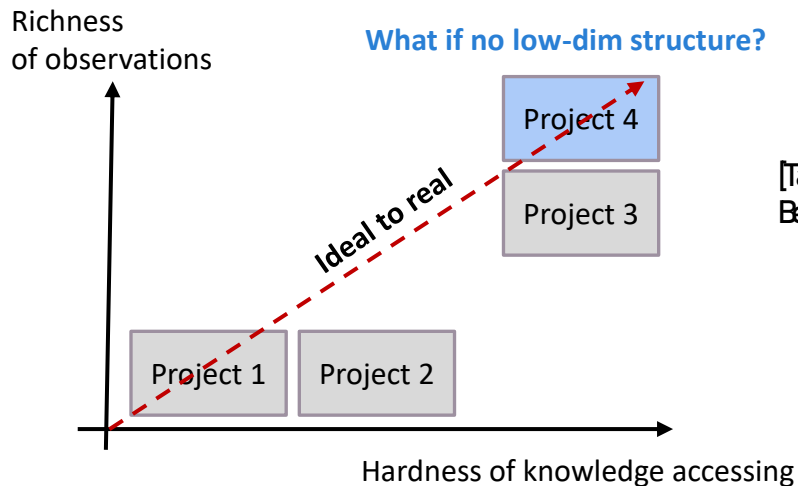 Richness
of observations
What if no low-dim structure?
Project 4
Project 3
Ideal to real
Project 1
Project 2
Hardness of knowledge accessing